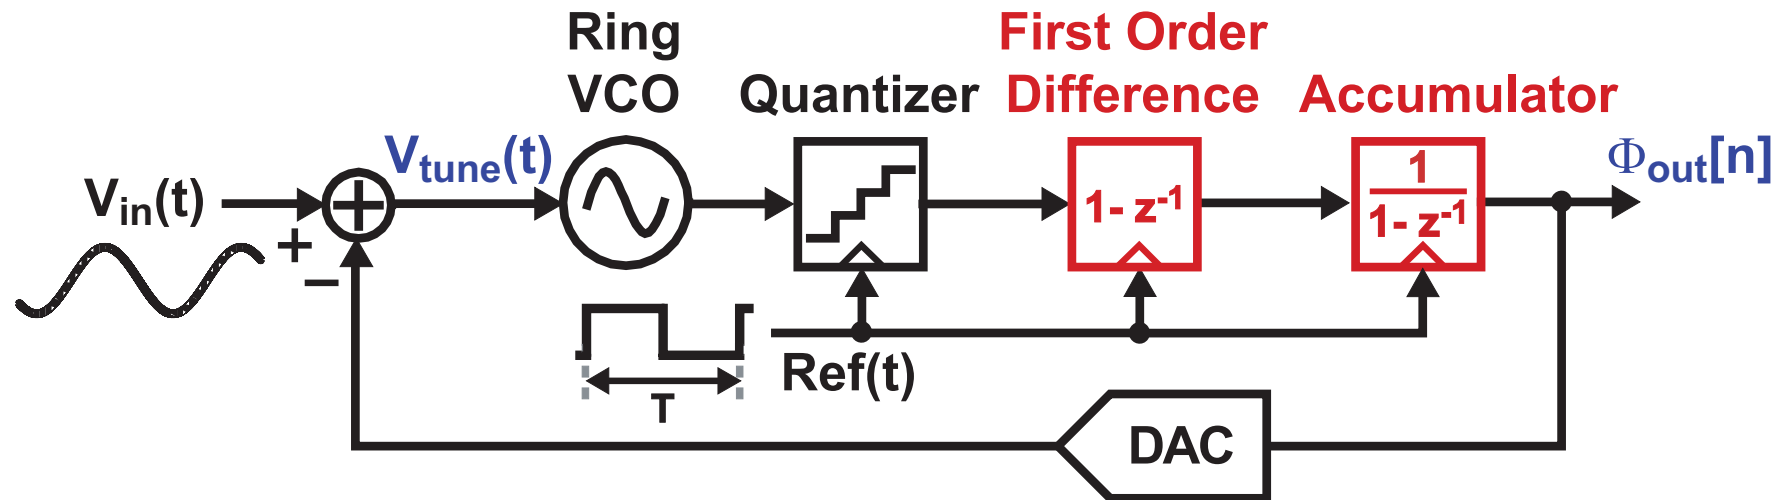 Ring
VCO
Quantizer
First Order
Difference
Accumulator
V_in(t)
V_tune(t)
+
−
1- z^-1
1
1- z^-1
Φ_out[n]
Ref(t)
T
DAC